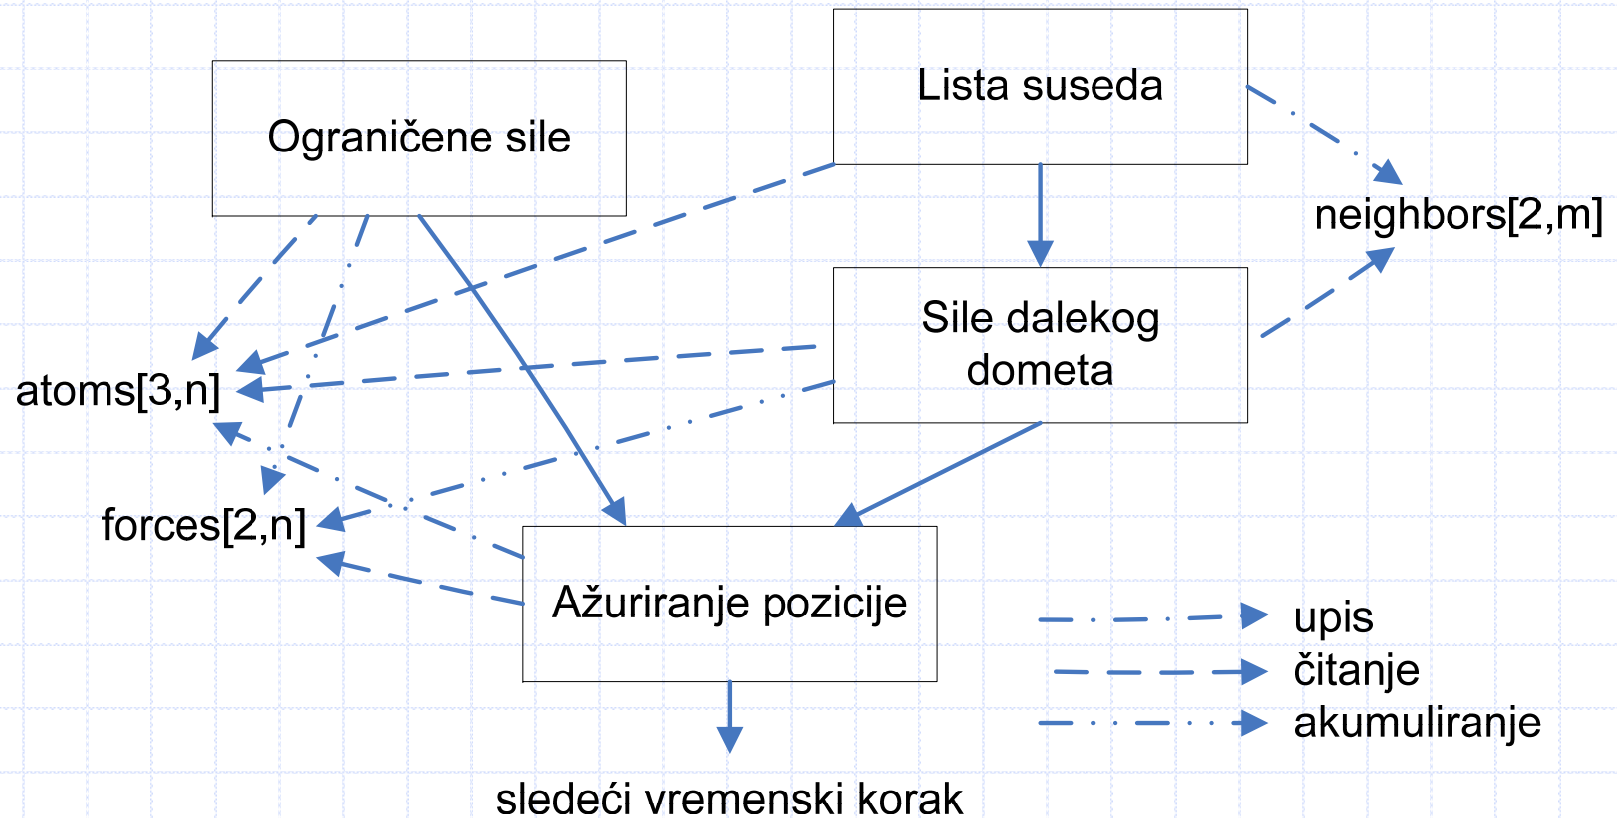 Lista suseda
Ograničene sile
neighbors[2,m]
Sile dalekog
dometa
atoms[3,n]
forces[2,n]
Ažuriranje pozicije
upis
čitanje
akumuliranje
sledeći vremenski korak